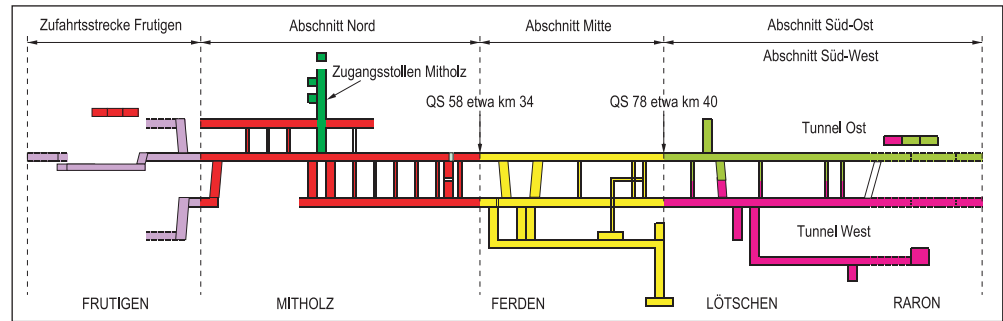 Zufahrtsstrecke Frutigen
Abschnitt Nord
Abschnitt Mitte
Abschnitt Süd-Ost
Abschnitt Süd-West
Zugangsstollen Mitholz
QS 58 etwa km 34
QS 78 etwa km 40
Tunnel Ost
Tunnel West
FRUTIGEN
MITHOLZ
FERDEN
LÖTSCHEN
RARON